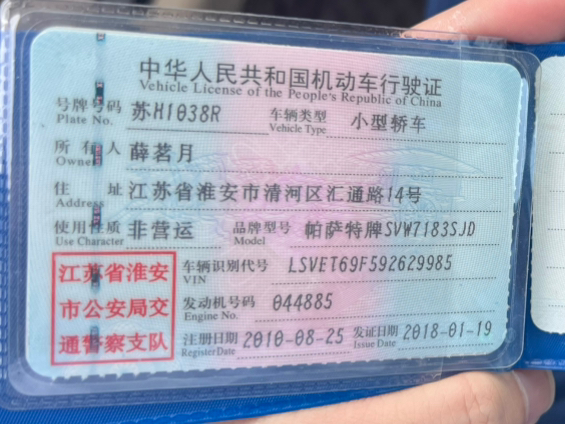 中华人民共和国机动车行驶证
Vehicle License of the People's Republic of China
号牌号码 苏H1038R 车辆类型 小型轿车
Plate No. Vehicle Type
所有人 薛茗月
Owner
住址 江苏省淮安市清河区汇通路14号
Address
使用性质 非营运 品牌型号 帕萨特牌SVW7183SJD
Use Character Model
江苏省淮安
市公安局交
通警察支队
车辆识别代号 LSVET69F592629985
VIN
发动机号码 044885
Engine No.
注册日期 2010-08-25 发证日期 2018-01-19
Register Date Issue Date